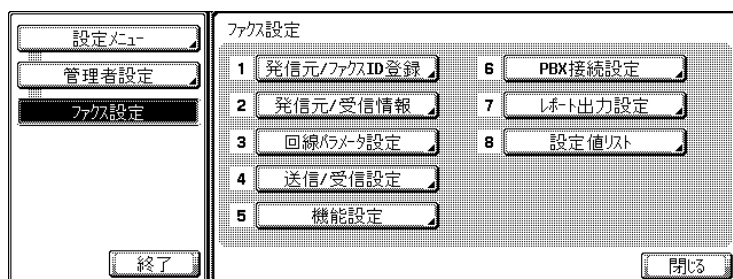 設定メニュー
管理者設定
ファクス設定
終了
ファクス設定
1 発信元/ファクスID登録
2 発信元/受信情報
3 回線パラメータ設定
4 送信/受信設定
5 機能設定
6 PBX接続設定
7 レポート出力設定
8 設定値リスト
閉じる